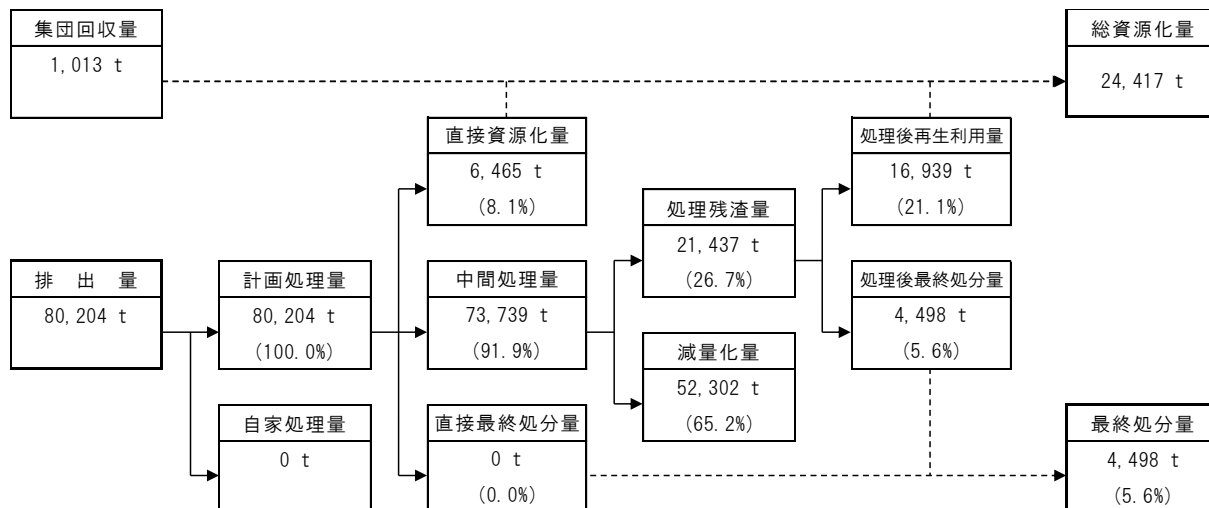 集団回収量
1,013 t
総資源化量
24,417 t
直接資源化量
6,465 t
(8.1%)
処理後再生利用量
16,939 t
(21.1%)
処理残渣量
21,437 t
(26.7%)
排出量
80,204 t
計画処理量
80,204 t
(100.0%)
中間処理量
73,739 t
(91.9%)
処理後最終処分量
4,498 t
(5.6%)
減量化量
52,302 t
(65.2%)
自家処理量
0 t
直接最終処分量
0 t
(0.0%)
最終処分量
4,498 t
(5.6%)